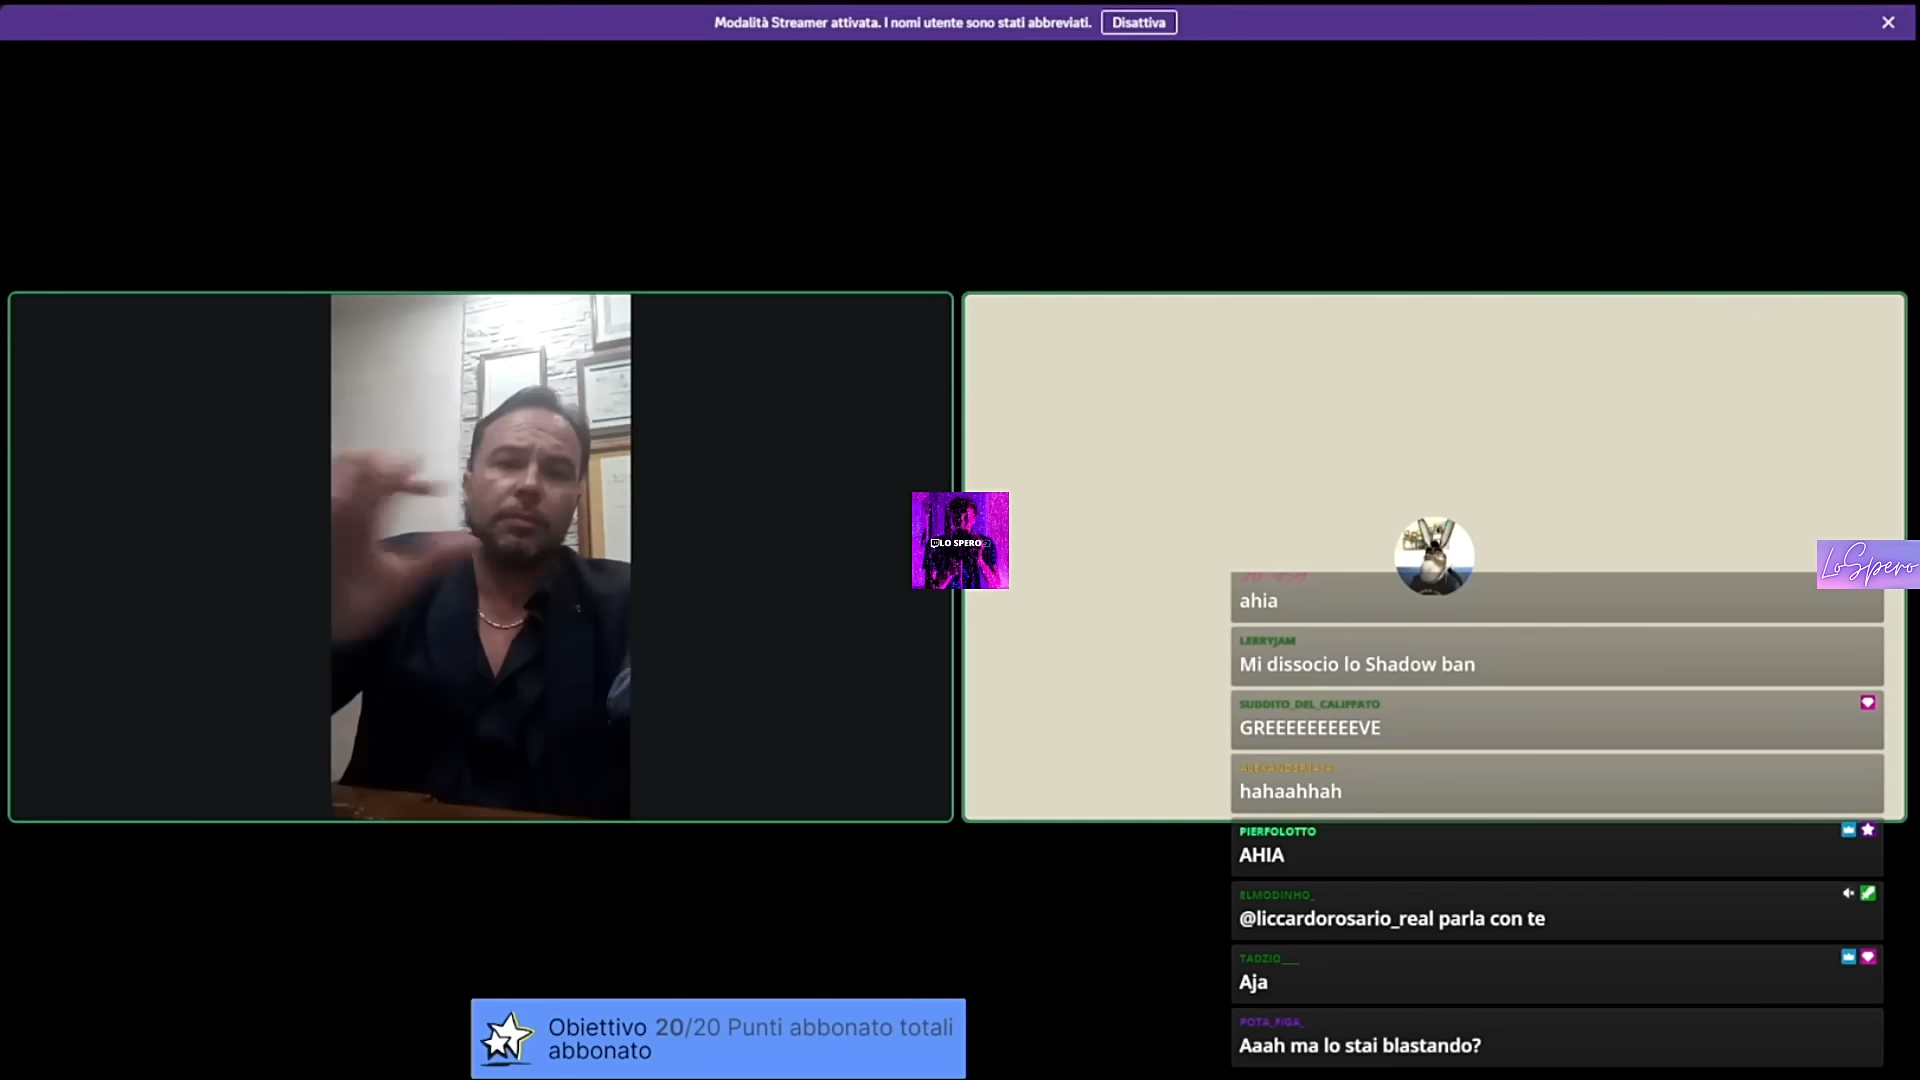 Modalità Streamer attivata. I nomi utente sono stati abbreviati. Disattiva
LO SPERO
LoSpero
ahia
LEBRYJAM
Mi dissocio lo Shadow ban
SUDDITO_DEL_CALIFFATO
GREEEEEEEEEVE
hahaahhah
PIERFOLOTTO
AHIA
ELMODINHO_
@liccardorosario_real parla con te
TADZIO___
Aja
POTA_FIGA_
Aaah ma lo stai blastando?
Obiettivo 20/20 Punti abbonato totali
abbonato